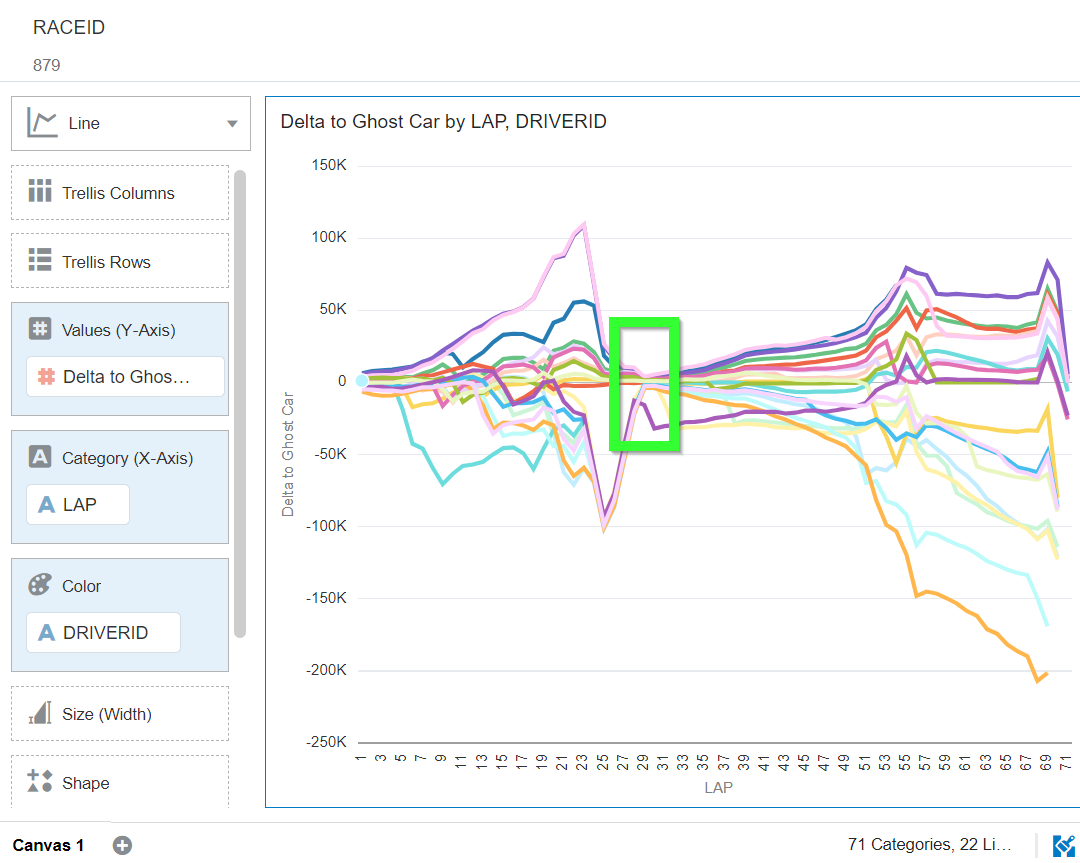 RACEID
879
Line
Trellis Columns
Trellis Rows
Values (Y-Axis)
Delta to Ghos...
Category (X-Axis)
A LAP
Color
A DRIVERID
Size (Width)
Shape
Delta to Ghost Car by LAP, DRIVERID
150K
100K
50K
0
-50K
-100K
-150K
-200K
-250K
Delta to Ghost Car
1 3 5 7 9 11 13 15 17 19 21 23 25 27 29 31 33 35 37 39 41 43 45 47 49 51 53 55 57 59 61 63 65 67 69 71
LAP
Canvas 1
71 Categories, 22 Li...